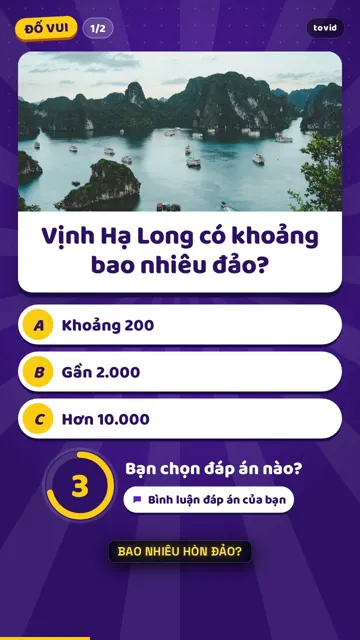 ĐỐ VUI
1/2
tovid
Vịnh Hạ Long có khoảng
bao nhiêu đảo?
A Khoảng 200
B Gần 2.000
C Hơn 10.000
3
Bạn chọn đáp án nào?
Bình luận đáp án của bạn
BAO NHIÊU HÒN ĐẢO?